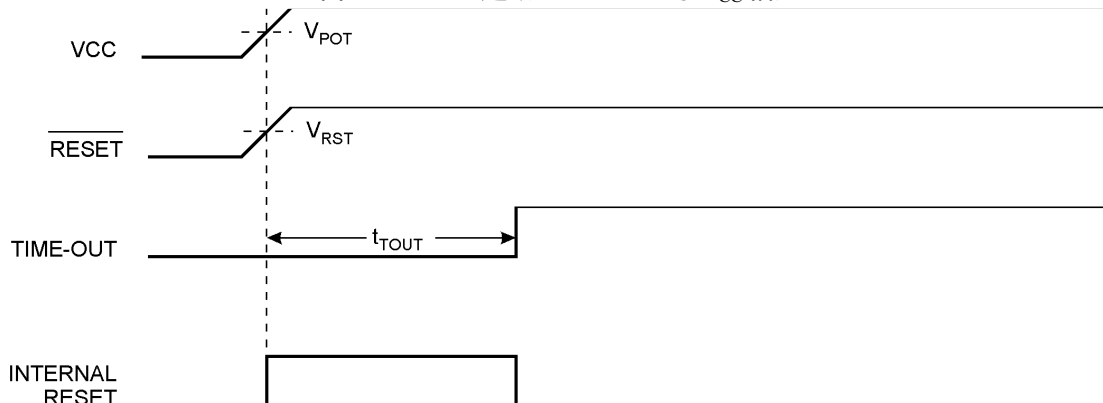 VCC
V_POT
RESET
V_RST
TIME-OUT
t_TOUT
INTERNAL
RESET